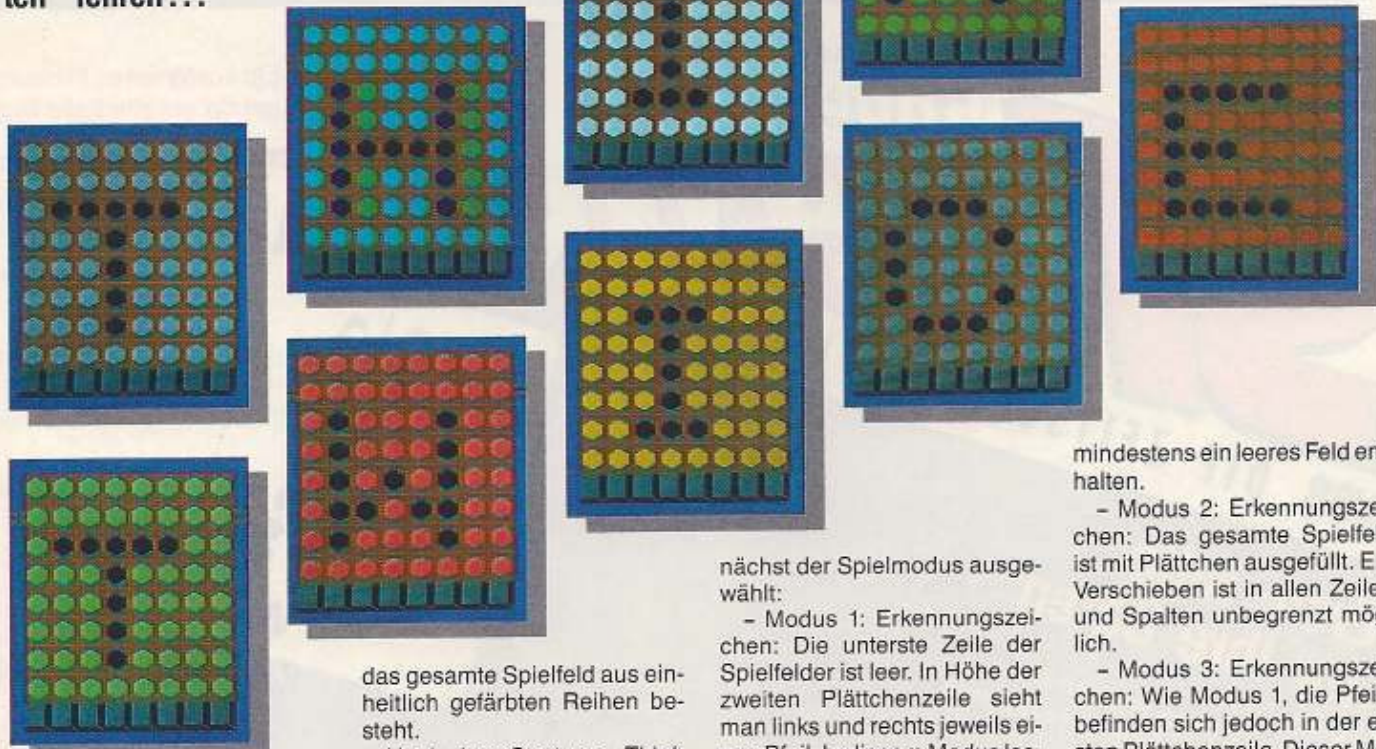 ten" lehren...
das gesamte Spielfeld aus ein-
heitlich gefärbten Reihen be-
steht.
nächst der Spielmodus ausge-
wählt:
– Modus 1: Erkennungszei-
chen: Die unterste Zeile der
Spielfelder ist leer. In Höhe der
zweiten Plättchenzeile sieht
man links und rechts jeweils ei-
mindestens ein leeres Feld en
halten.
– Modus 2: Erkennungsze
chen: Das gesamte Spielfe
ist mit Plättchen ausgefüllt. E
Verschieben ist in allen Zeile
und Spalten unbegrenzt mög
lich.
– Modus 3: Erkennungsze
chen: Wie Modus 1, die Pfei
befinden sich jedoch in der e